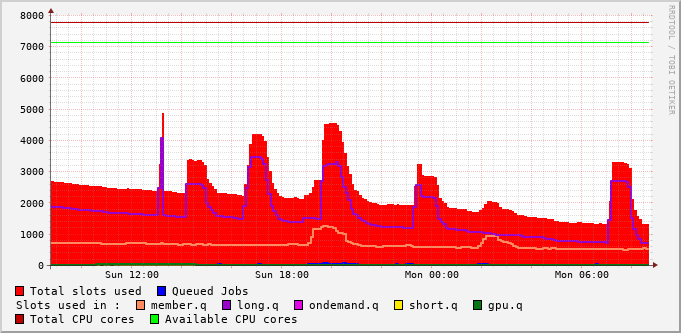 8000
7000
6000
5000
4000
3000
2000
1000
0
Sun 12:00 Sun 18:00 Mon 00:00 Mon 06:00
RRDTOOL / TOBI OETIKER
Total slots used Queued Jobs
Slots used in : member.q long.q ondemand.q short.q gpu.q
Total CPU cores Available CPU cores